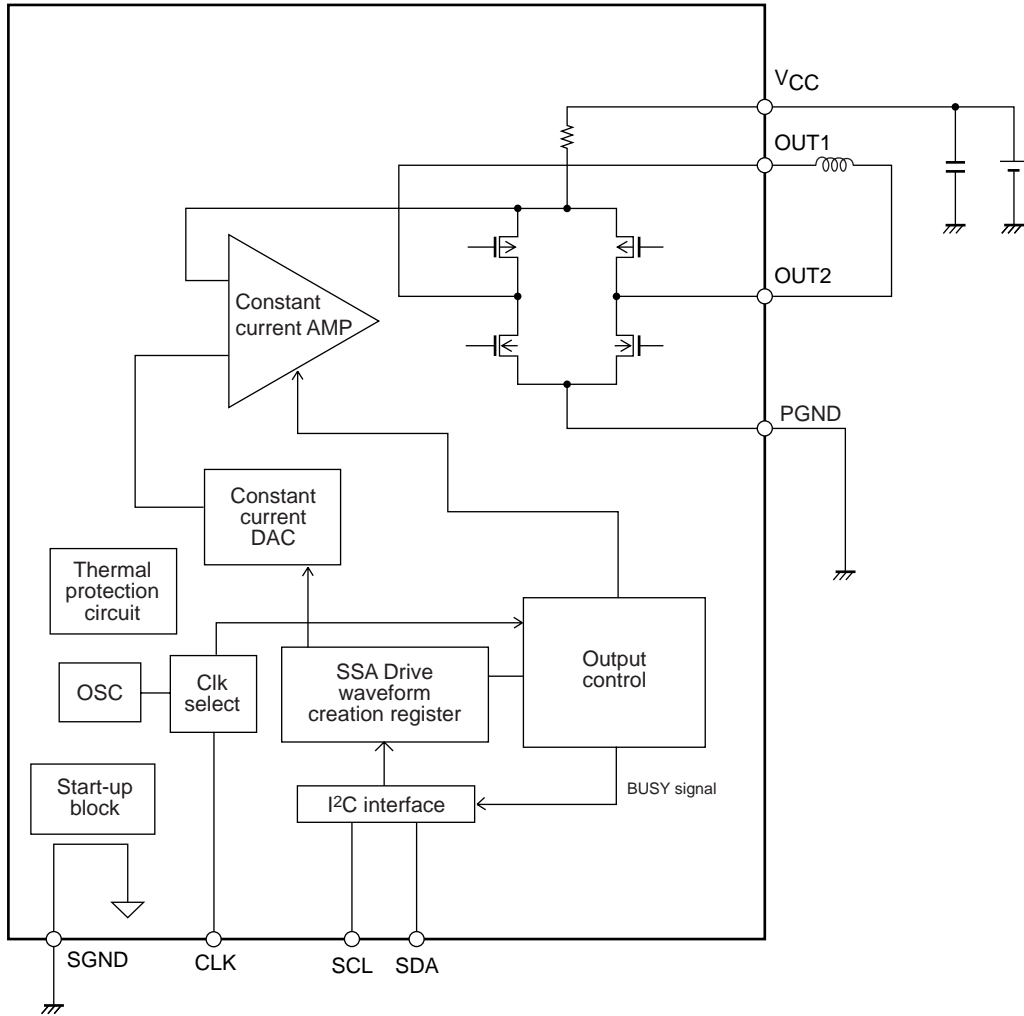 VCC
OUT1
OUT2
Constant
current AMP
PGND
Constant
current
DAC
Thermal
protection
circuit
OSC
Clk
select
SSA Drive
waveform
creation register
Output
control
Start-up
block
I2C interface
BUSY signal
SGND
CLK
SCL
SDA